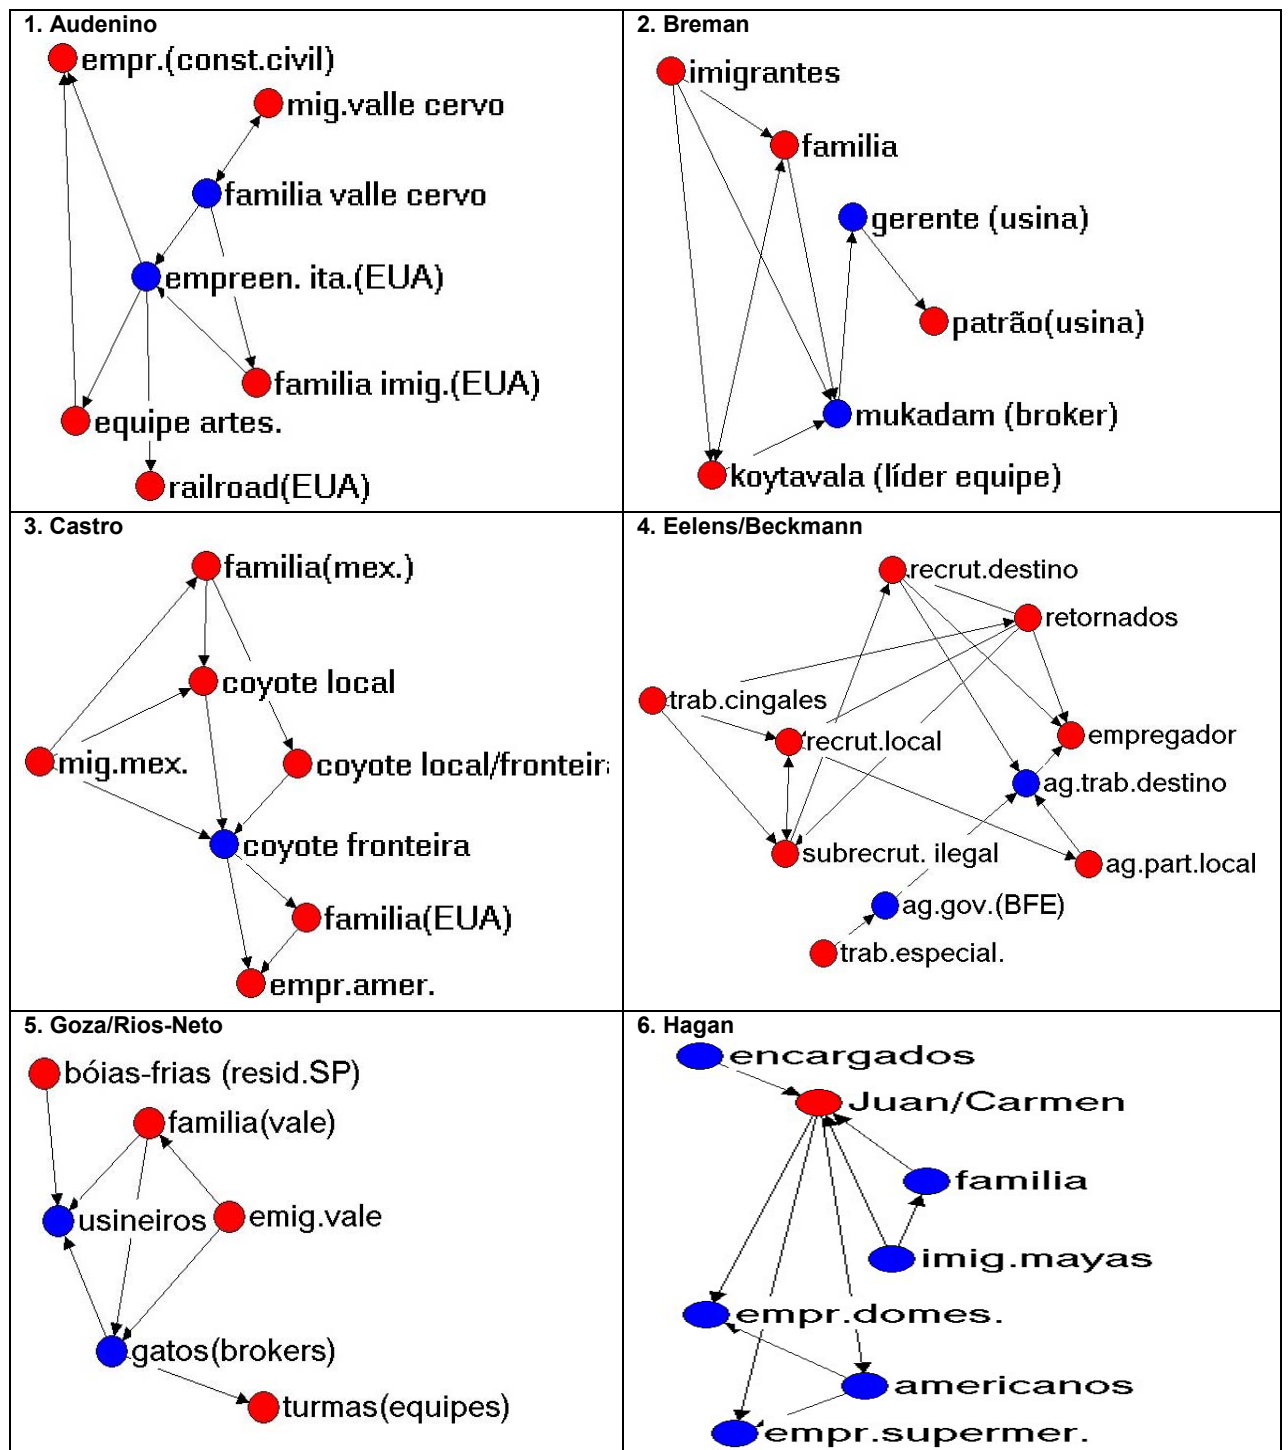 1. Audenino
empr.(const.civil)
mig.valle cervo
familia valle cervo
empreen. ita.(EUA)
familia imig.(EUA)
equipe artes.
railroad(EUA)
2. Breman
imigrantes
familia
gerente (usina)
patrão(usina)
mukadam (broker)
koytavala (líder equipe)
3. Castro
familia(mex.)
coyote local
mig.mex.
coyote local/fronteir
coyote fronteira
familia(EUA)
empr.amer.
4. Eelens/Beckmann
recrut.destino
retornados
trab.cingales
recrut.local
empregador
ag.trab.destino
subrecrut. ilegal
ag.part.local
ag.gov.(BFE)
trab.especial.
5. Goza/Rios-Neto
bóias-frias (resid.SP)
familia(vale)
usineiros
emig.vale
gatos(brokers)
turmas(equipes)
6. Hagan
encargados
Juan/Carmen
familia
imig.mayas
empr.domes.
americanos
empr.supermer.